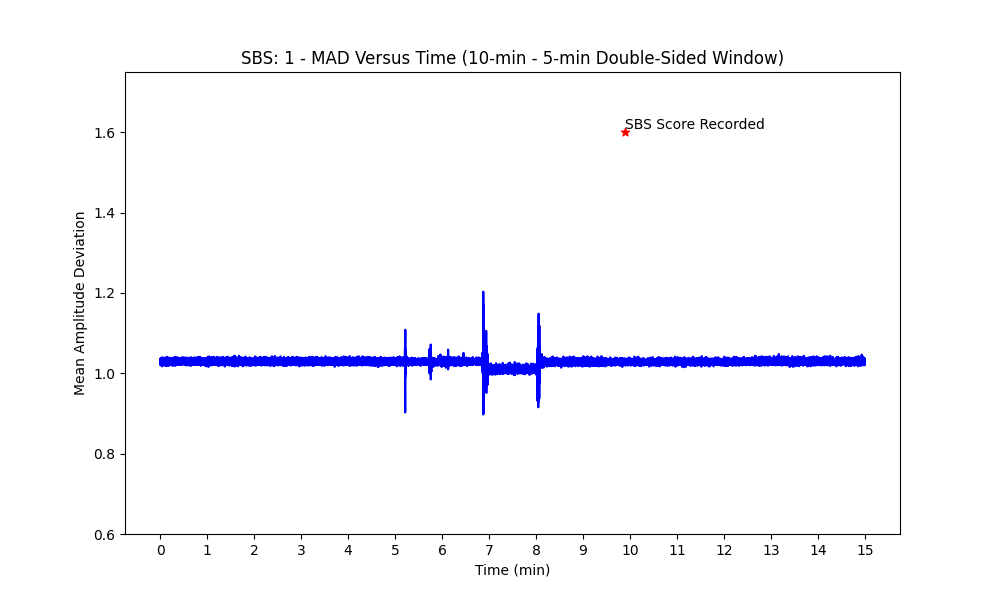 SBS: 1 - MAD Versus Time (10-min - 5-min Double-Sided Window)
SBS Score Recorded
Mean Amplitude Deviation
1.6
1.4
1.2
1.0
0.8
0.6
0 1 2 3 4 5 6 7 8 9 10 11 12 13 14 15
Time (min)